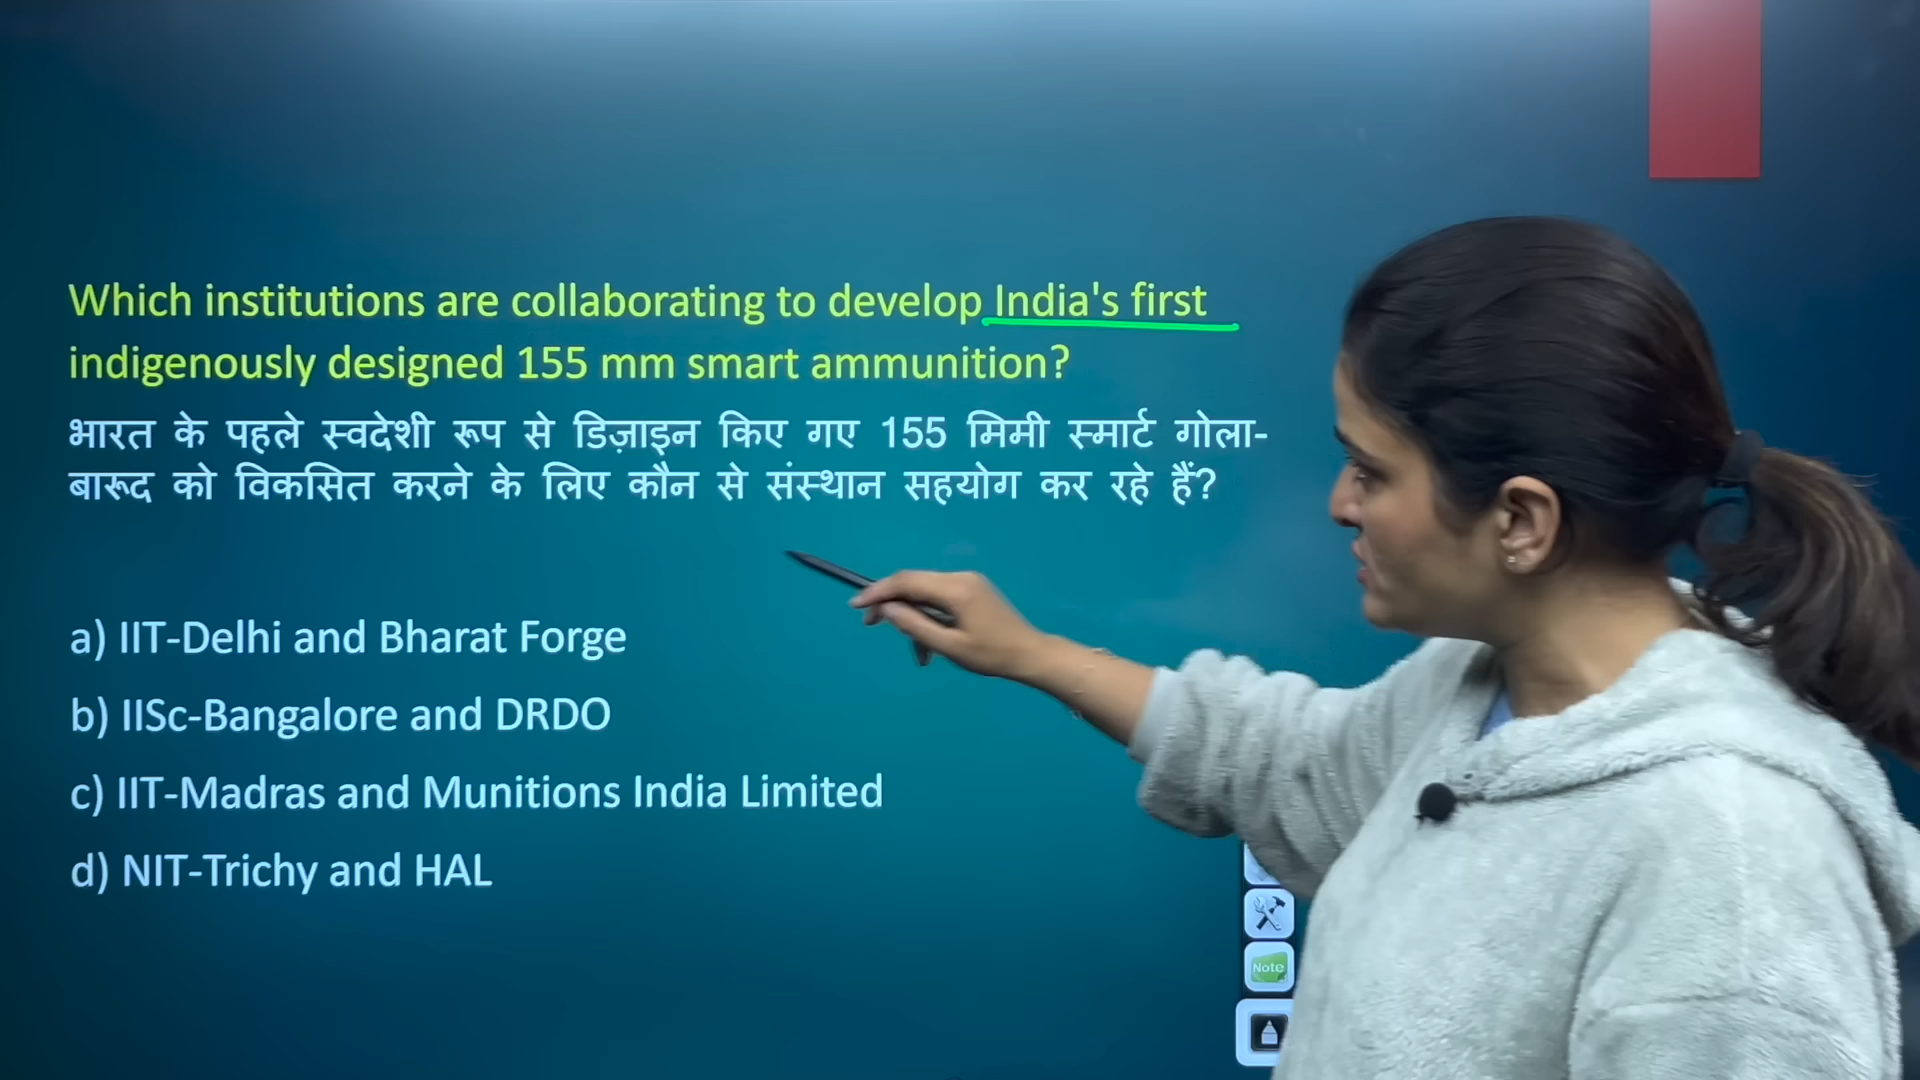 Which institutions are collaborating to develop India's first
indigenously designed 155 mm smart ammunition?
भारत के पहले स्वदेशी रूप से डिज़ाइन किए गए 155 मिमी स्मार्ट गोला-
बारूद को विकसित करने के लिए कौन से संस्थान सहयोग कर रहे हैं?
a) IIT-Delhi and Bharat Forge
b) IISc-Bangalore and DRDO
c) IIT-Madras and Munitions India Limited
d) NIT-Trichy and HAL
Note